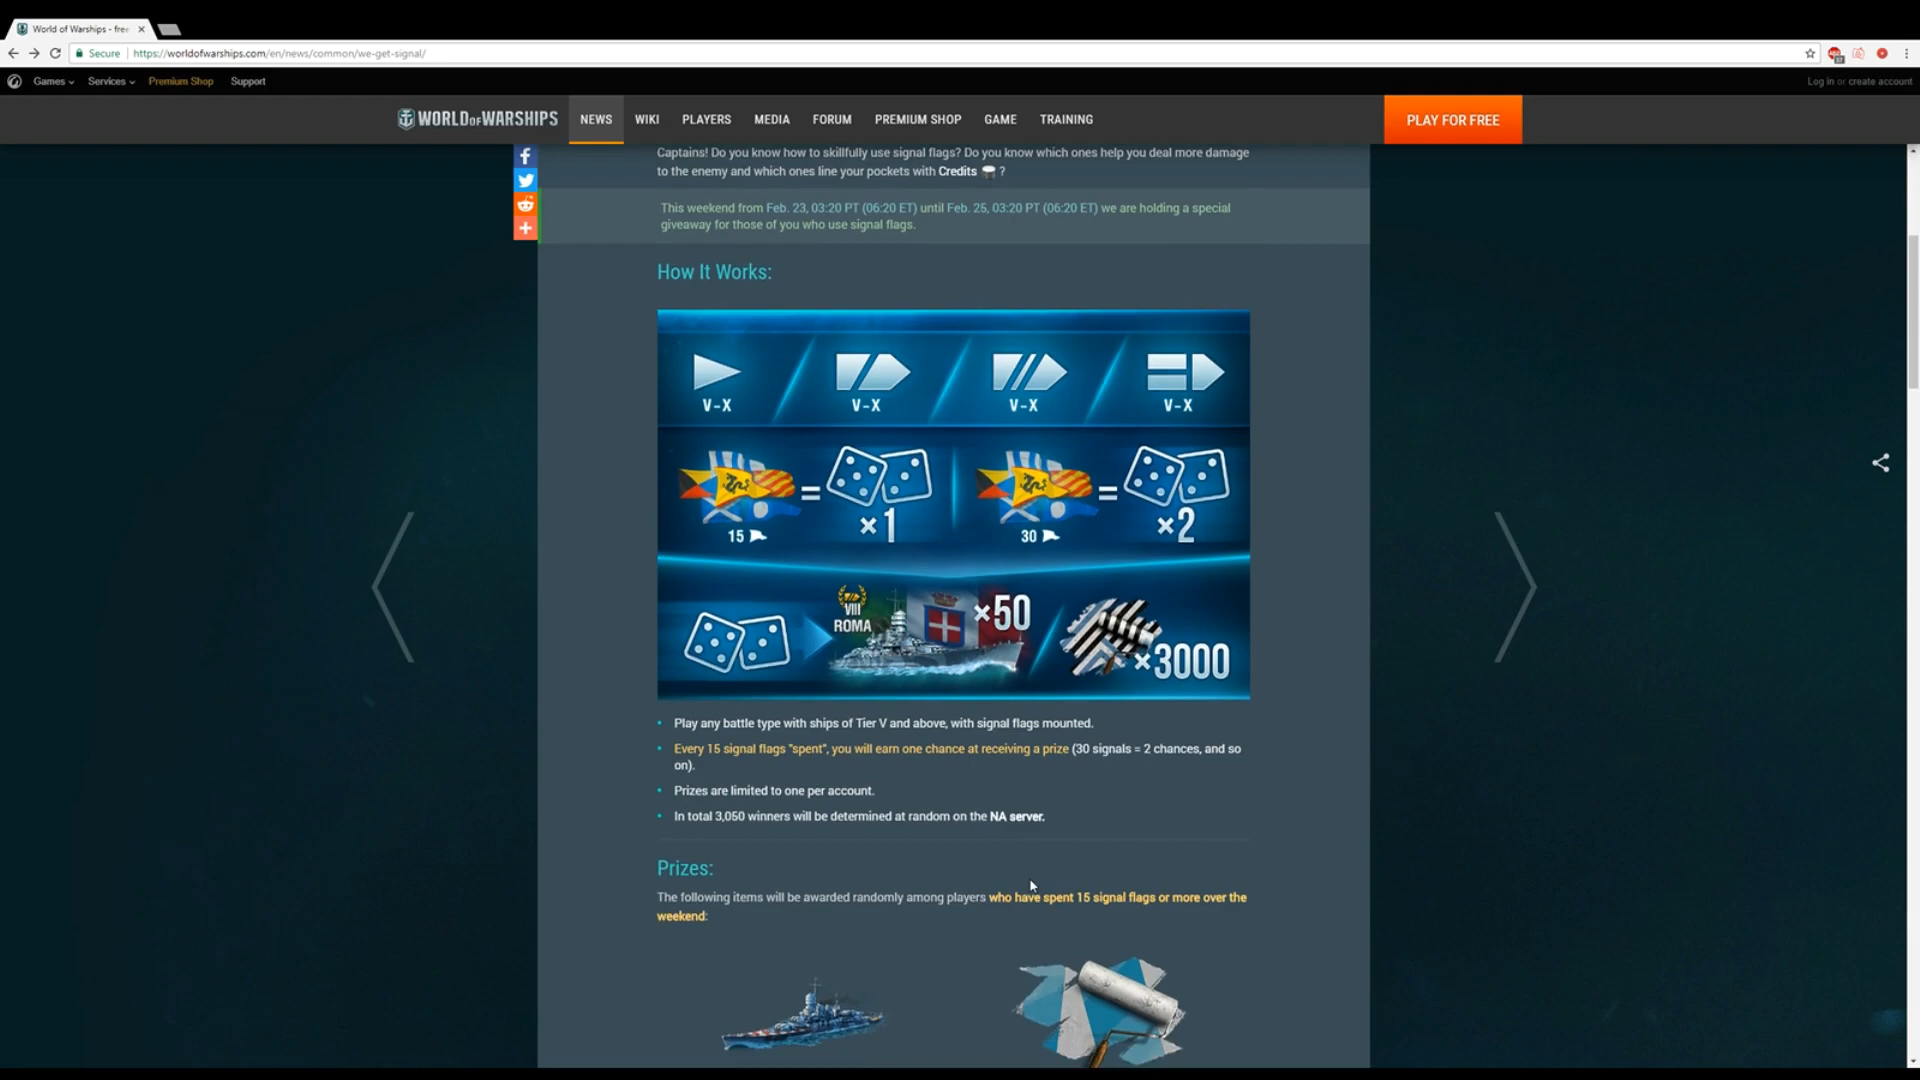 World of Warships - free
Secure
https://worldofwarships.com/en/news/common/we-get-signal/
Games Services Premium Shop Support
Log in or create account
WORLD OF WARSHIPS
NEWS WIKI PLAYERS MEDIA FORUM PREMIUM SHOP GAME TRAINING
PLAY FOR FREE
Captains! Do you know how to skillfully use signal flags? Do you know which ones help you deal more damage
to the enemy and which ones line your pockets with Credits ?
This weekend from Feb. 23, 03:20 PT (06:20 ET) until Feb. 25, 03:20 PT (06:20 ET) we are holding a special
giveaway for those of you who use signal flags.
How It Works:
V-X V-X V-X V-X
15 = ×1 30 = ×2
VIII
ROMA
×50
×3000
• Play any battle type with ships of Tier V and above, with signal flags mounted.
• Every 15 signal flags "spent", you will earn one chance at receiving a prize (30 signals = 2 chances, and so
on).
• Prizes are limited to one per account.
• In total 3,050 winners will be determined at random on the NA server.
Prizes:
The following items will be awarded randomly among players who have spent 15 signal flags or more over the
weekend: